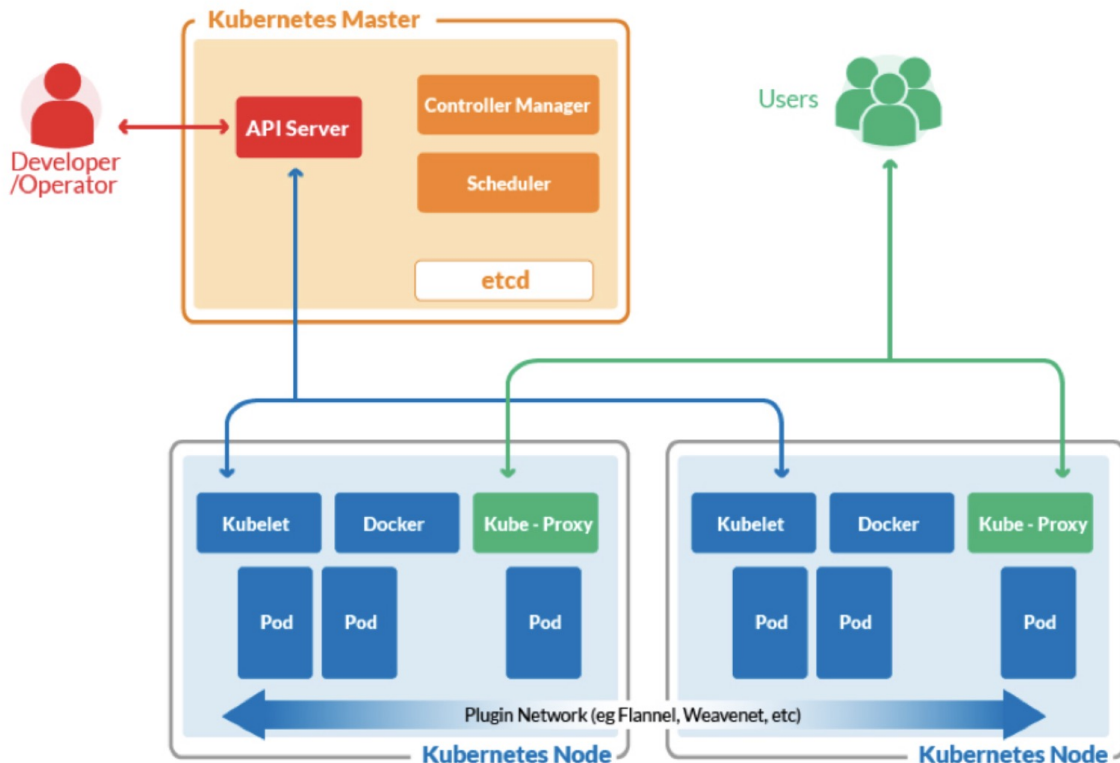 Kubernetes Master
Developer
/Operator
API Server
Controller Manager
Scheduler
etcd
Users
Kubelet
Docker
Kube - Proxy
Pod
Pod
Pod
Kubelet
Docker
Kube - Proxy
Pod
Pod
Pod
Plugin Network (eg Flannel, Weavenet, etc)
Kubernetes Node
Kubernetes Node